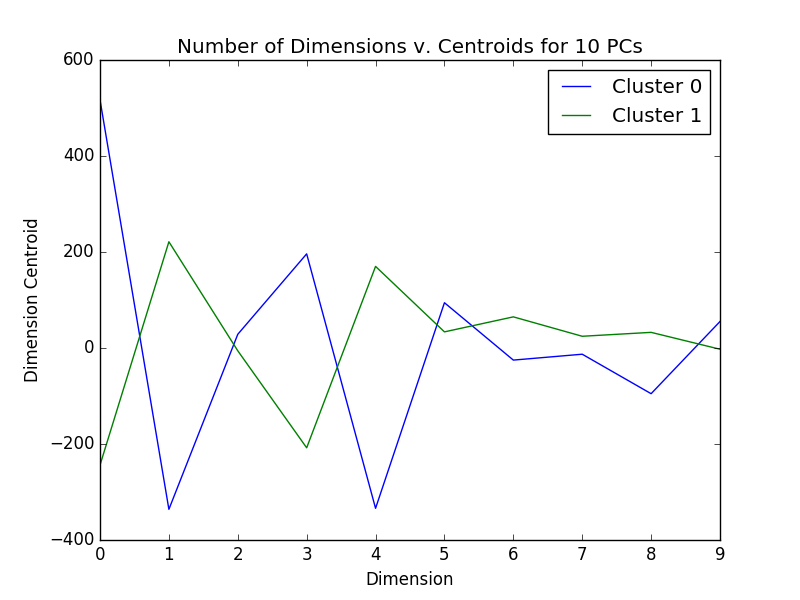 Number of Dimensions v. Centroids for 10 PCs
Cluster 0
Cluster 1
Dimension Centroid
600
400
200
0
−200
−400
0 1 2 3 4 5 6 7 8 9
Dimension